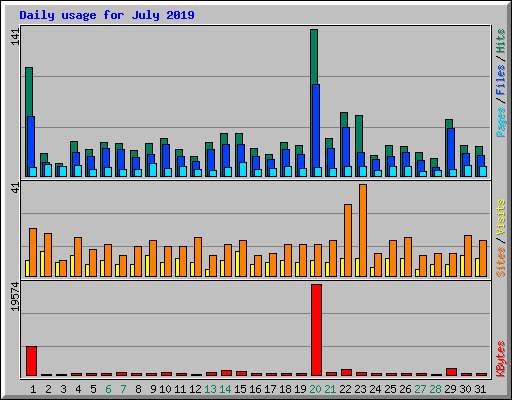 Daily usage for July 2019
141
Pages / Files / Hits
41
Sites / Visits
19574
KBytes
1 2 3 4 5 6 7 8 9 10 11 12 13 14 15 16 17 18 19 20 21 22 23 24 25 26 27 28 29 30 31